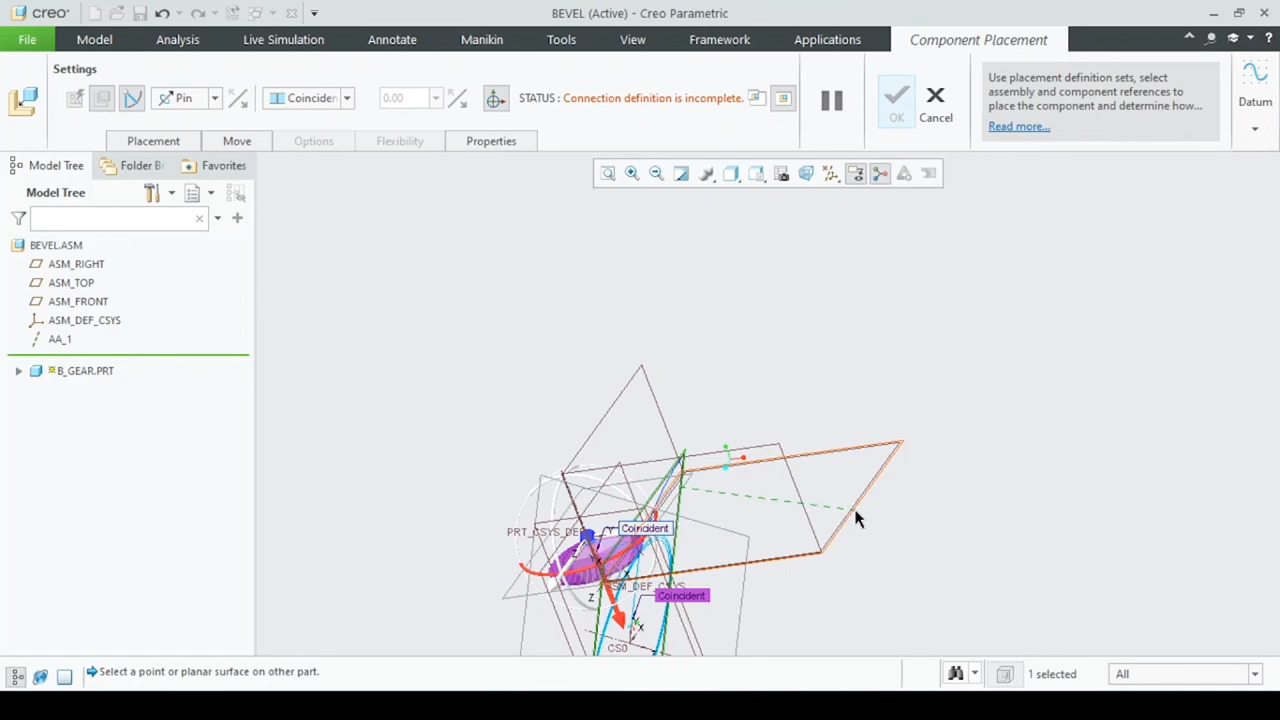 creo
BEVEL (Active) - Creo Parametric
File Model Analysis Live Simulation Annotate Manikin Tools View Framework Applications Component Placement
Settings
Pin
Coinciden
0.00
STATUS : Connection definition is incomplete.
OK
Cancel
Use placement definition sets, select
assembly and component references to
place the component and determine how...
Read more...
Datum
Placement Move Options Flexibility Properties
Model Tree Folder Br Favorites
Model Tree
BEVEL.ASM
ASM_RIGHT
ASM_TOP
ASM_FRONT
ASM_DEF_CSYS
AA_1
B_GEAR.PRT
Coincident
Coincident
Z
CS0
Select a point or planar surface on other part.
1 selected
All